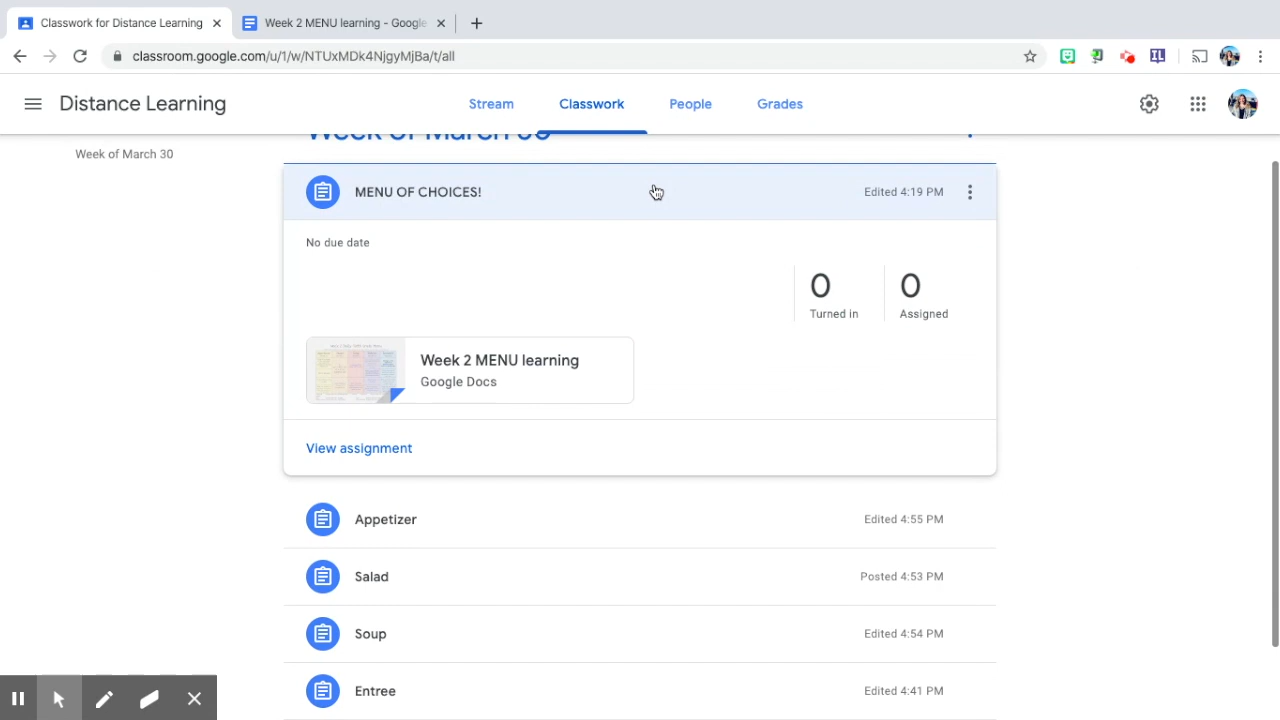 Classwork for Distance Learning
Week 2 MENU learning - Google
classroom.google.com/u/1/w/NTUxMDk4NjgyMjBa/t/all
Distance Learning
Stream
Classwork
People
Grades
Week of March 30
Week of March 30
MENU OF CHOICES!
Edited 4:19 PM
No due date
0
0
Turned in
Assigned
Week 2 MENU learning
Google Docs
View assignment
Appetizer
Edited 4:55 PM
Salad
Posted 4:53 PM
Soup
Edited 4:54 PM
Entree
Edited 4:41 PM